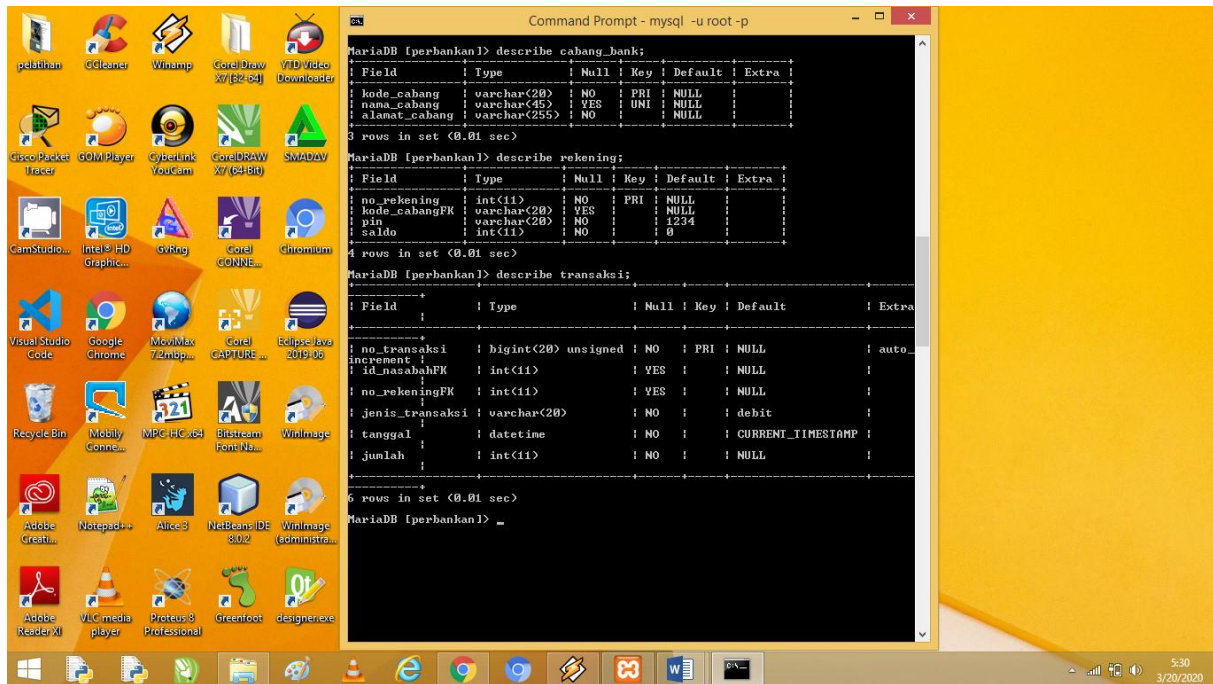 Command Prompt - mysql -u root -p
MariaDB [perbankan]> describe cabang_bank;
| Field | Type | Null | Key | Default | Extra |
| kode_cabang | varchar(20) | NO | PRI | NULL | |
| nama_cabang | varchar(45) | YES | UNI | NULL | |
| alamat_cabang | varchar(255) | NO | | NULL | |
3 rows in set (0.01 sec)
MariaDB [perbankan]> describe rekening;
| Field | Type | Null | Key | Default | Extra |
| no_rekening | int(11) | NO | PRI | NULL | |
| kode_cabangFK | varchar(20) | YES | | NULL | |
| pin | varchar(20) | NO | | 1234 | |
| saldo | int(11) | NO | | 0 | |
4 rows in set (0.01 sec)
MariaDB [perbankan]> describe transaksi;
| Field | Type | Null | Key | Default | Extra
|
| no_transaksi | bigint(20) unsigned | NO | PRI | NULL | auto_
increment |
| id_nasabahFK | int(11) | YES | | NULL |
|
| no_rekeningFK | int(11) | YES | | NULL |
|
| jenis_transaksi | varchar(20) | NO | | debit |
|
| tanggal | datetime | NO | | CURRENT_TIMESTAMP |
|
| jumlah | int(11) | NO | | NULL |
|
6 rows in set (0.01 sec)
MariaDB [perbankan]> _
pelatihan
CCleaner
Winamp
Corel Draw X7 [32-64]
YTD Video Downloader
Cisco Packet Tracer
GOM Player
CyberLink YouCam
CorelDRAW X7 (64-Bit)
SMADAV
CamStudio...
Intel® HD Graphic...
GvRng
Corel CONNE...
Chromium
Visual Studio Code
Google Chrome
MoviMax 7.2mbp...
Corel CAPTURE ...
Eclipse Java 2019-06
Recycle Bin
Mobily Conne...
MPC-HC x64
Bitstream Font Na...
WinImage
Adobe Creati...
Notepad++
Alice 3
NetBeans IDE 8.0.2
WinImage (administra...
Adobe Reader XI
VLC media player
Proteus 8 Professional
Greenfoot
designer.exe
5:30
3/20/2020